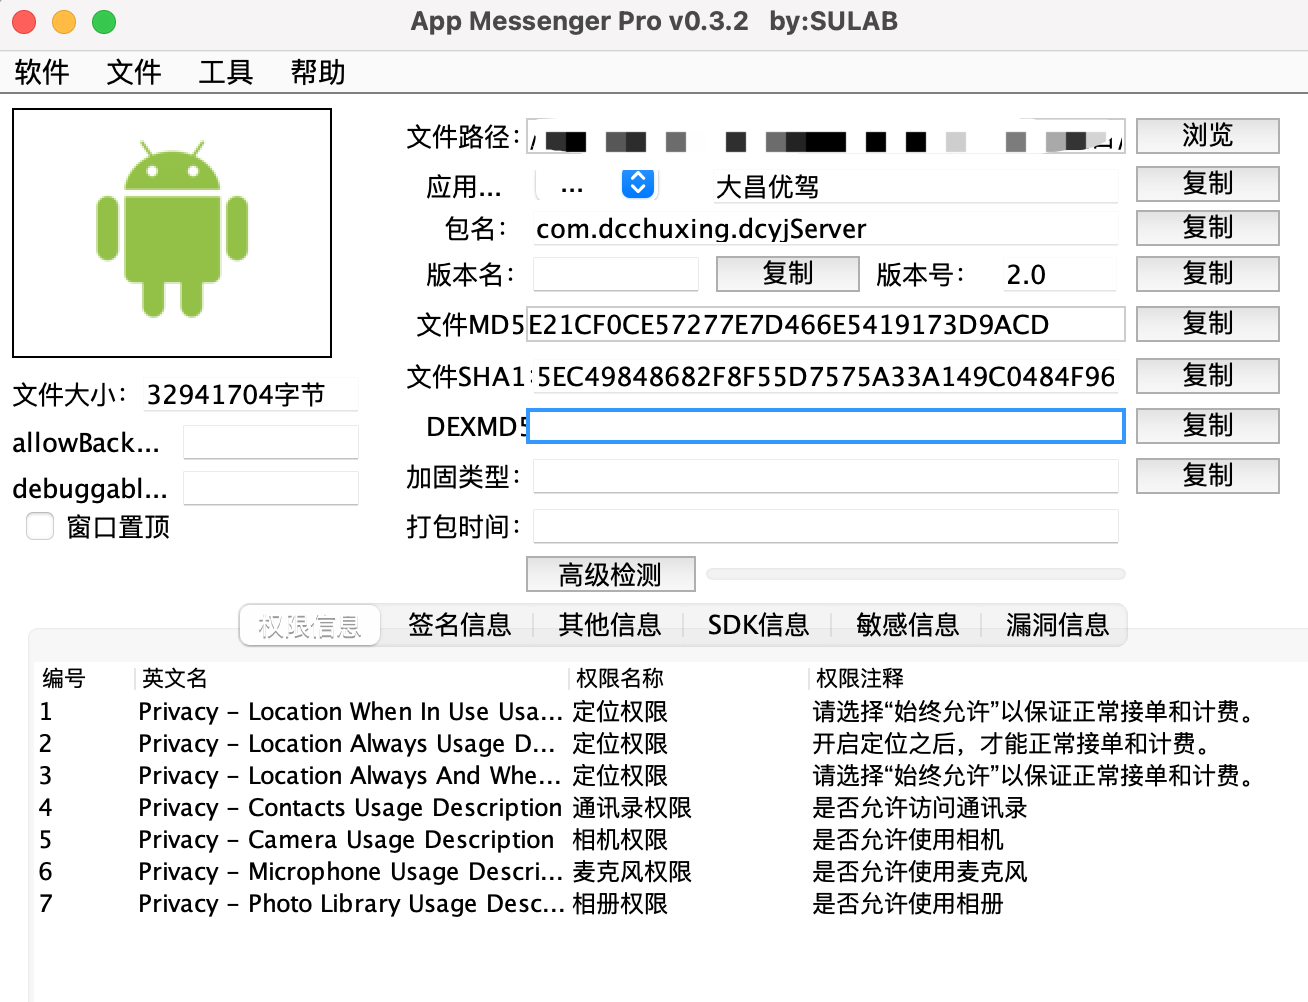 App Messenger Pro v0.3.2 by:SULAB
软件 文件 工具 帮助
文件路径: 浏览
应用... ... 大昌优驾 复制
包名: com.dcchuxing.dcyjServer 复制
版本名: 复制 版本号: 2.0 复制
文件MD5 E21CF0CE57277E7D466E5419173D9ACD 复制
文件大小: 32941704字节 文件SHA1: 5EC49848682F8F55D7575A33A149C0484F96 复制
allowBack... DEXMD5 复制
debuggabl... 加固类型: 复制
窗口置顶 打包时间:
高级检测
权限信息 签名信息 其他信息 SDK信息 敏感信息 漏洞信息
编号 英文名 权限名称 权限注释
1 Privacy - Location When In Use Usa... 定位权限 请选择“始终允许”以保证正常接单和计费。
2 Privacy - Location Always Usage D... 定位权限 开启定位之后，才能正常接单和计费。
3 Privacy - Location Always And Whe... 定位权限 请选择“始终允许”以保证正常接单和计费。
4 Privacy - Contacts Usage Description 通讯录权限 是否允许访问通讯录
5 Privacy - Camera Usage Description 相机权限 是否允许使用相机
6 Privacy - Microphone Usage Descri... 麦克风权限 是否允许使用麦克风
7 Privacy - Photo Library Usage Desc... 相册权限 是否允许使用相册